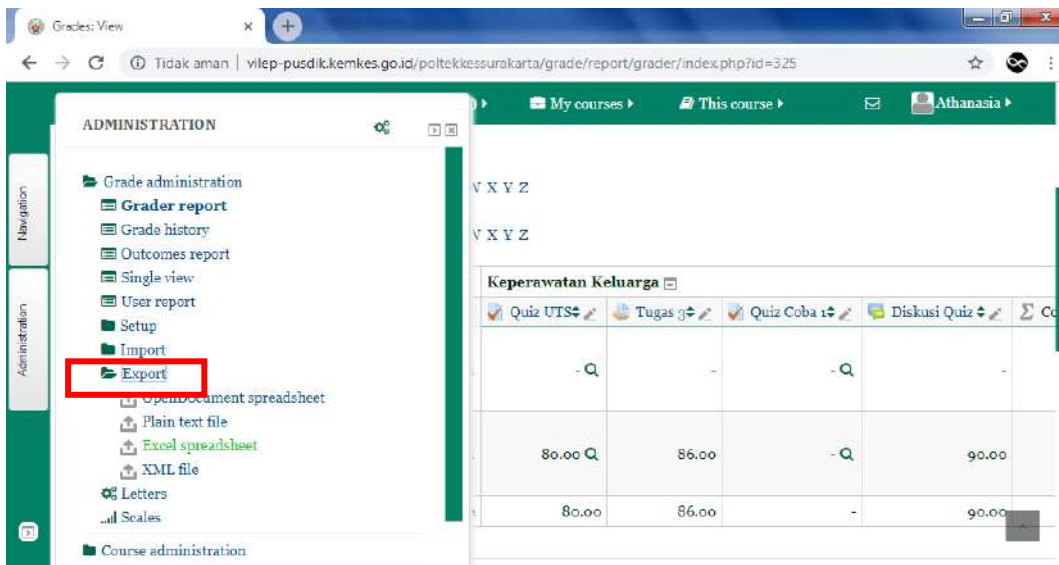 Grades: View
Tidak aman | vilep-pusdik.kemkes.go.id/poltekkessurakarta/grade/report/grader/index.php?id=325
My courses
This course
Athanasia
ADMINISTRATION
Navigation
Administration
Grade administration
Grader report
Grade history
Outcomes report
Single view
User report
Setup
Import
Export
OpenDocument spreadsheet
Plain text file
Excel spreadsheet
XML file
Letters
Scales
Course administration
V X Y Z
V X Y Z
Keperawatan Keluarga
Quiz UTS Tugas 3 Quiz Coba 1 Diskusi Quiz Σ Co
- - - -
80.00 86.00 - 90.00
80.00 86.00 - 90.00